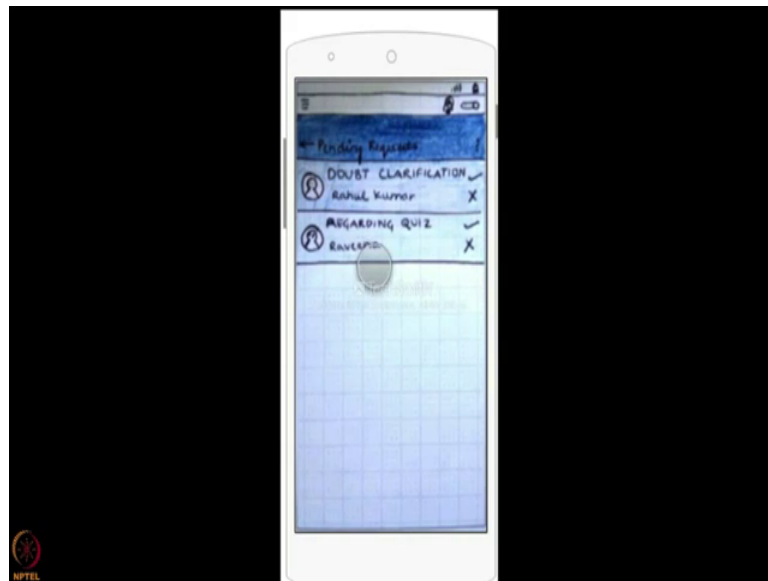 ← Pending Requests
DOUBT CLARIFICATION ✓
Rahul Kumar X
REGARDING QUIZ ✓
X
NPTEL